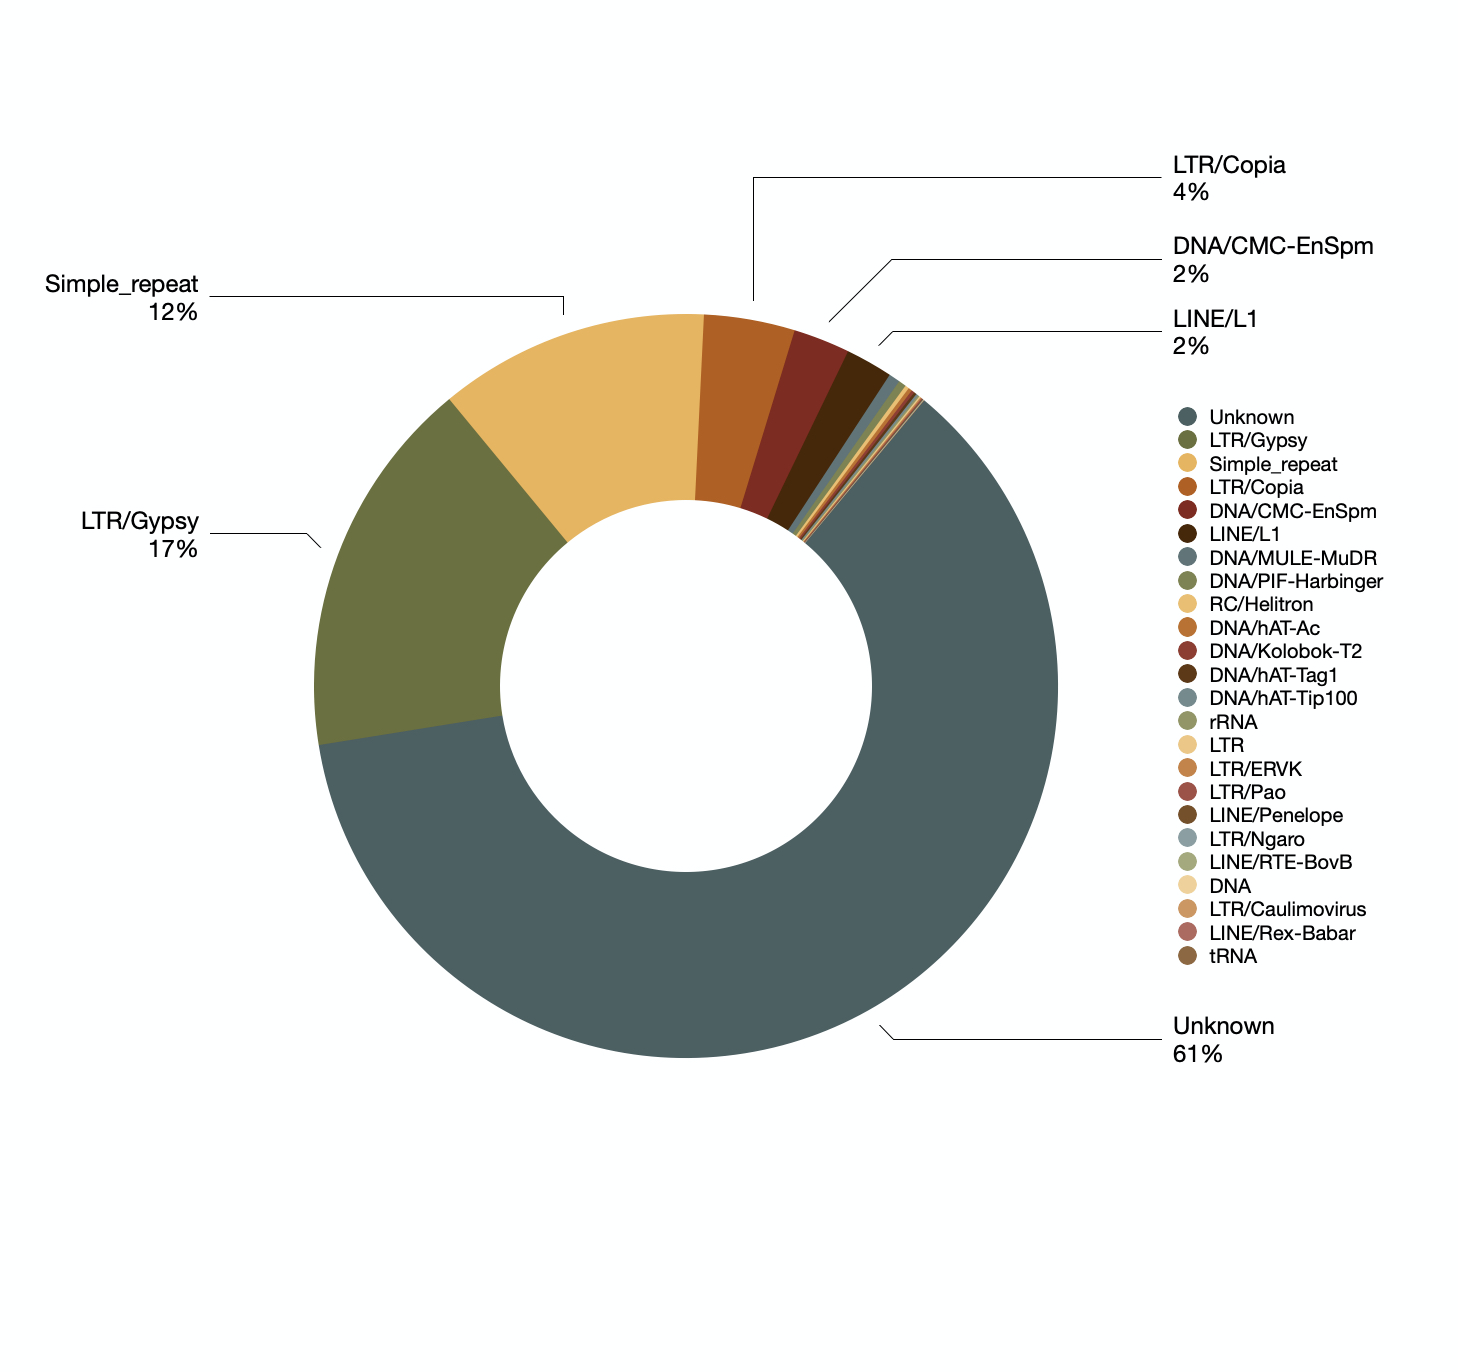 LTR/Copia
4%
DNA/CMC-EnSpm
2%
Simple_repeat
12%
LINE/L1
2%
LTR/Gypsy
17%
Unknown
LTR/Gypsy
Simple_repeat
LTR/Copia
DNA/CMC-EnSpm
LINE/L1
DNA/MULE-MuDR
DNA/PIF-Harbinger
RC/Helitron
DNA/hAT-Ac
DNA/Kolobok-T2
DNA/hAT-Tag1
DNA/hAT-Tip100
rRNA
LTR
LTR/ERVK
LTR/Pao
LINE/Penelope
LTR/Ngaro
LINE/RTE-BovB
DNA
LTR/Caulimovirus
LINE/Rex-Babar
tRNA
Unknown
61%